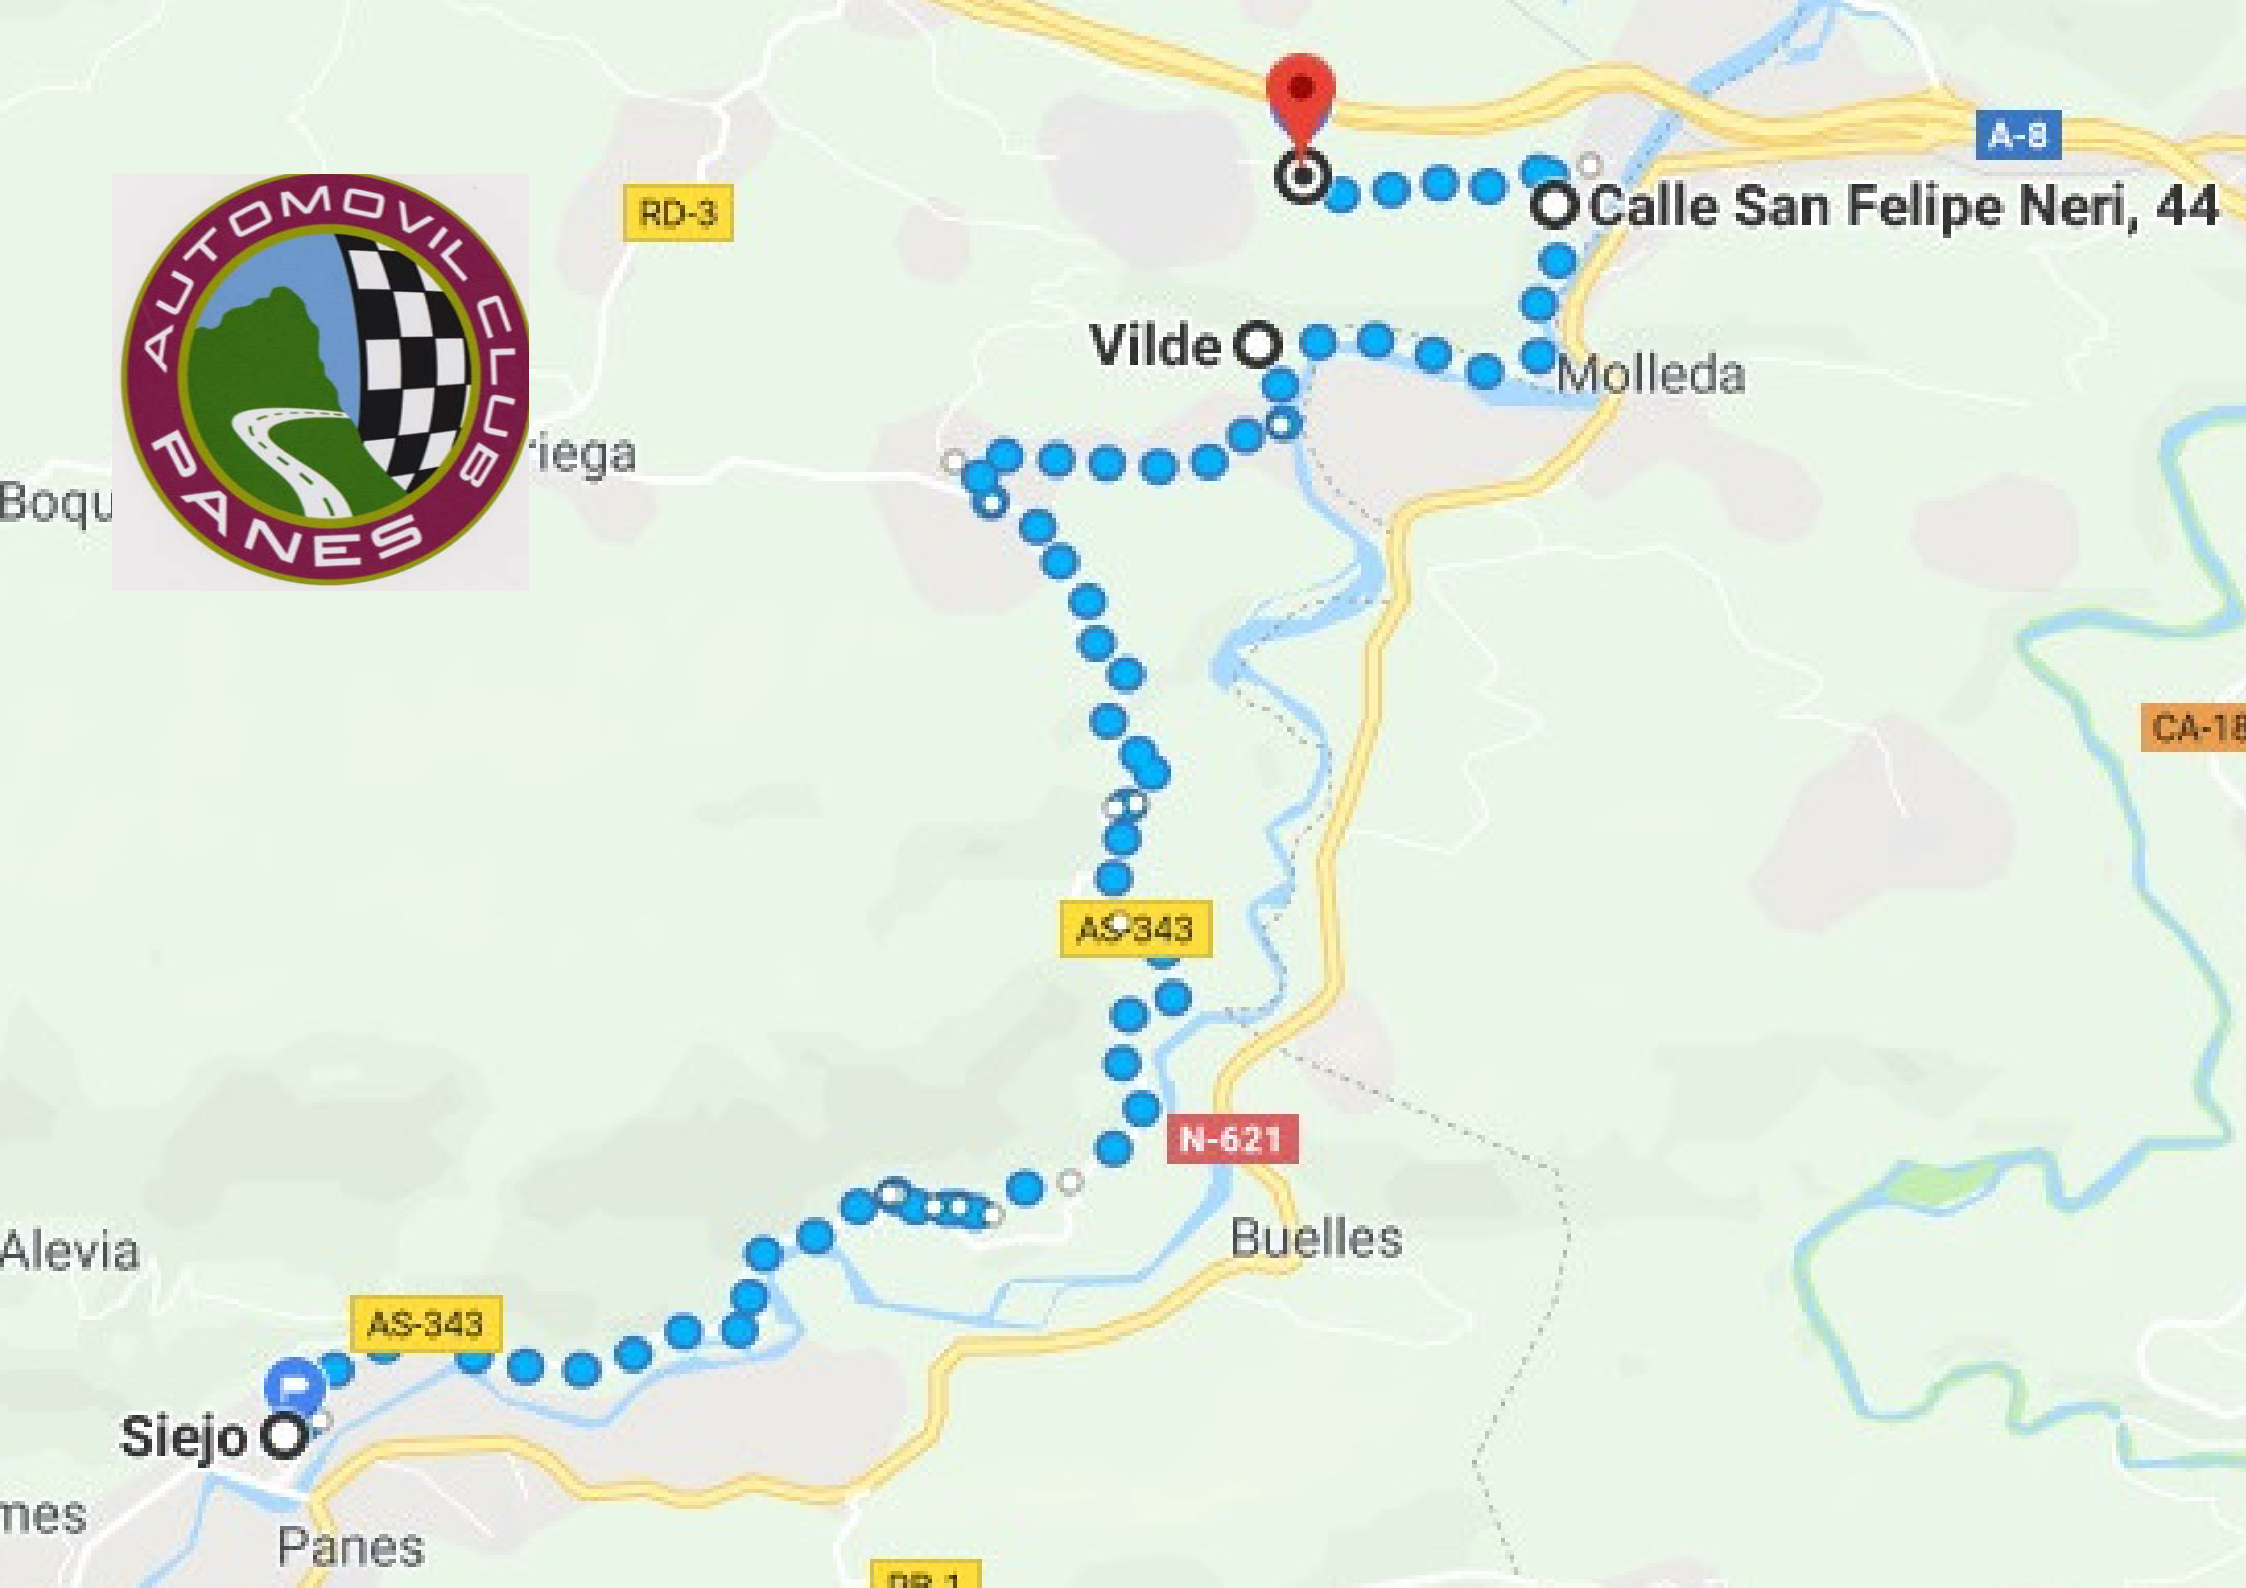 A-8
RD-3
Calle San Felipe Neri, 44
AUTOMOVIL CLUB
PANES
Vilde
Molleda
riega
Boqu
CA-18
AS-343
N-621
Buelles
Alevia
AS-343
Siejo
mes
Panes
PR-1